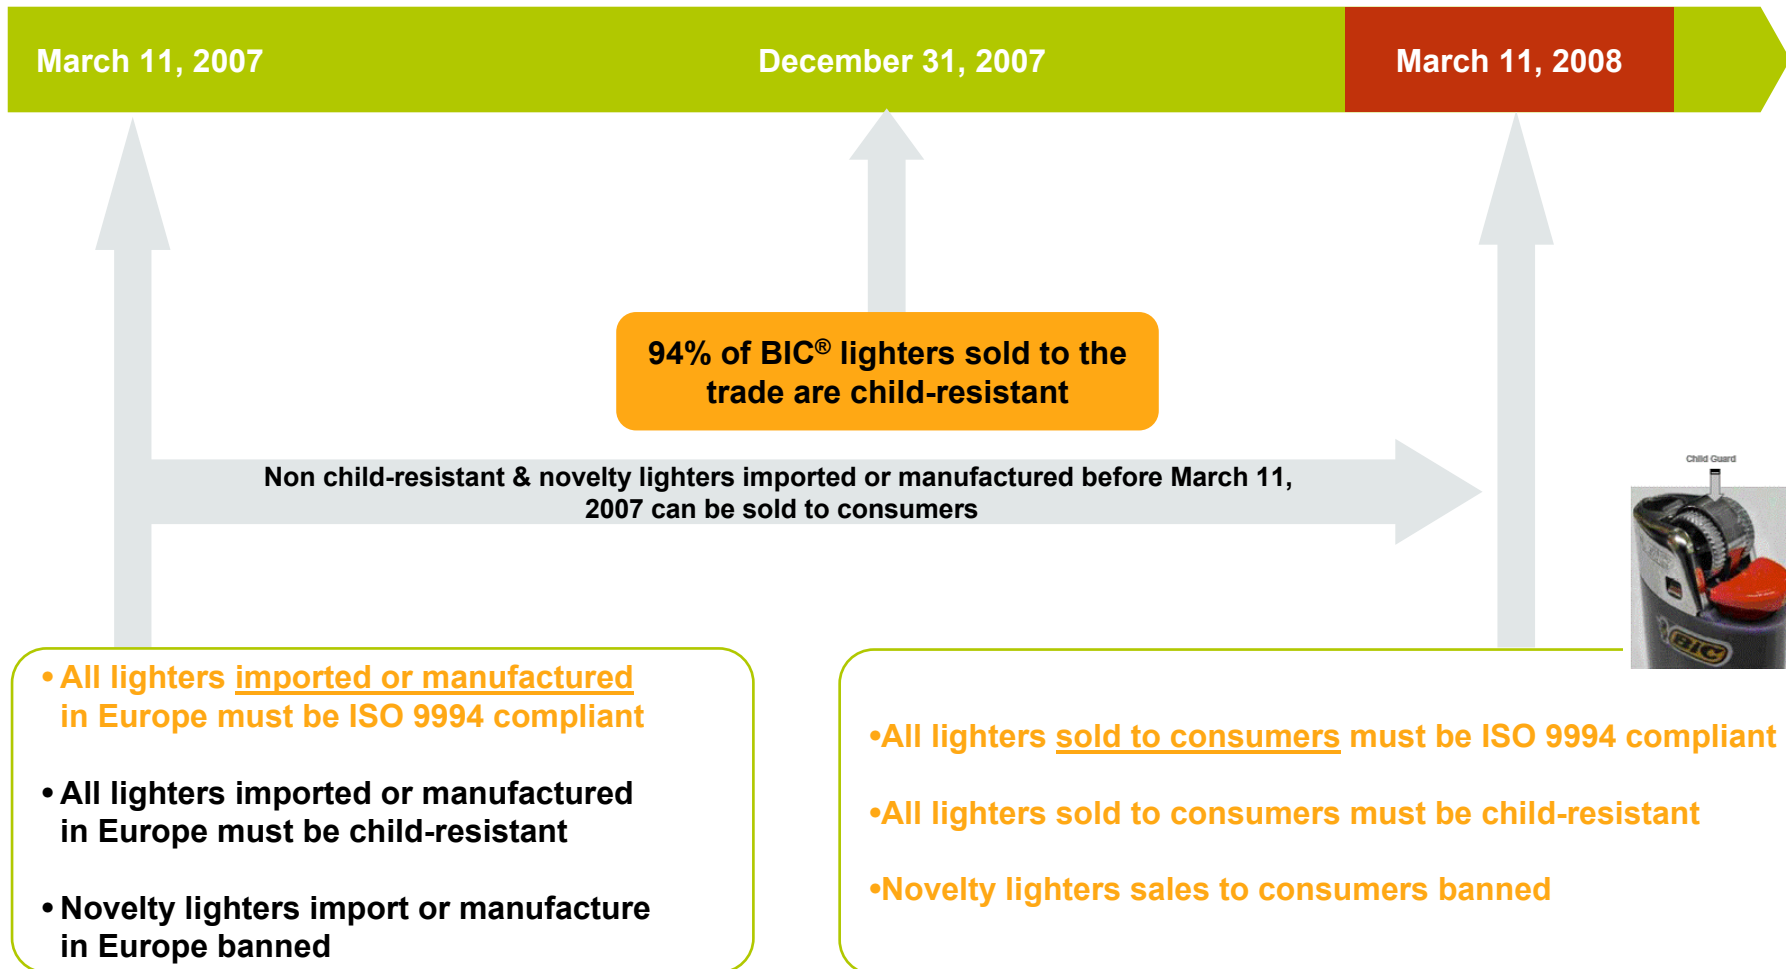 March 11, 2007
December 31, 2007
March 11, 2008
94% of BIC® lighters sold to the
trade are child-resistant
Non child-resistant & novelty lighters imported or manufactured before March 11,
2007 can be sold to consumers
Child Guard
BIC
• All lighters imported or manufactured
in Europe must be ISO 9994 compliant
• All lighters imported or manufactured
in Europe must be child-resistant
• Novelty lighters import or manufacture
in Europe banned
•All lighters sold to consumers must be ISO 9994 compliant
•All lighters sold to consumers must be child-resistant
•Novelty lighters sales to consumers banned